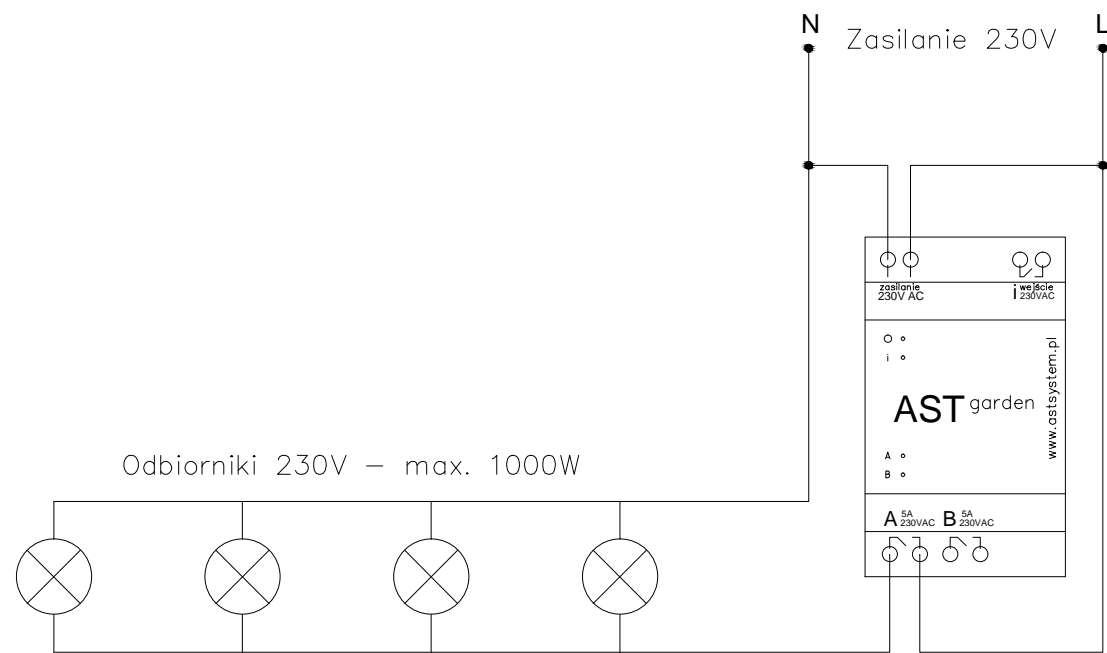 N Zasilanie 230V L
zasilanie
230V AC
i wejście
230VAC
i
AST garden
www.astsystem.pl
A
B
Odbiorniki 230V – max. 1000W
A 5A
230VAC
B 5A
230VAC